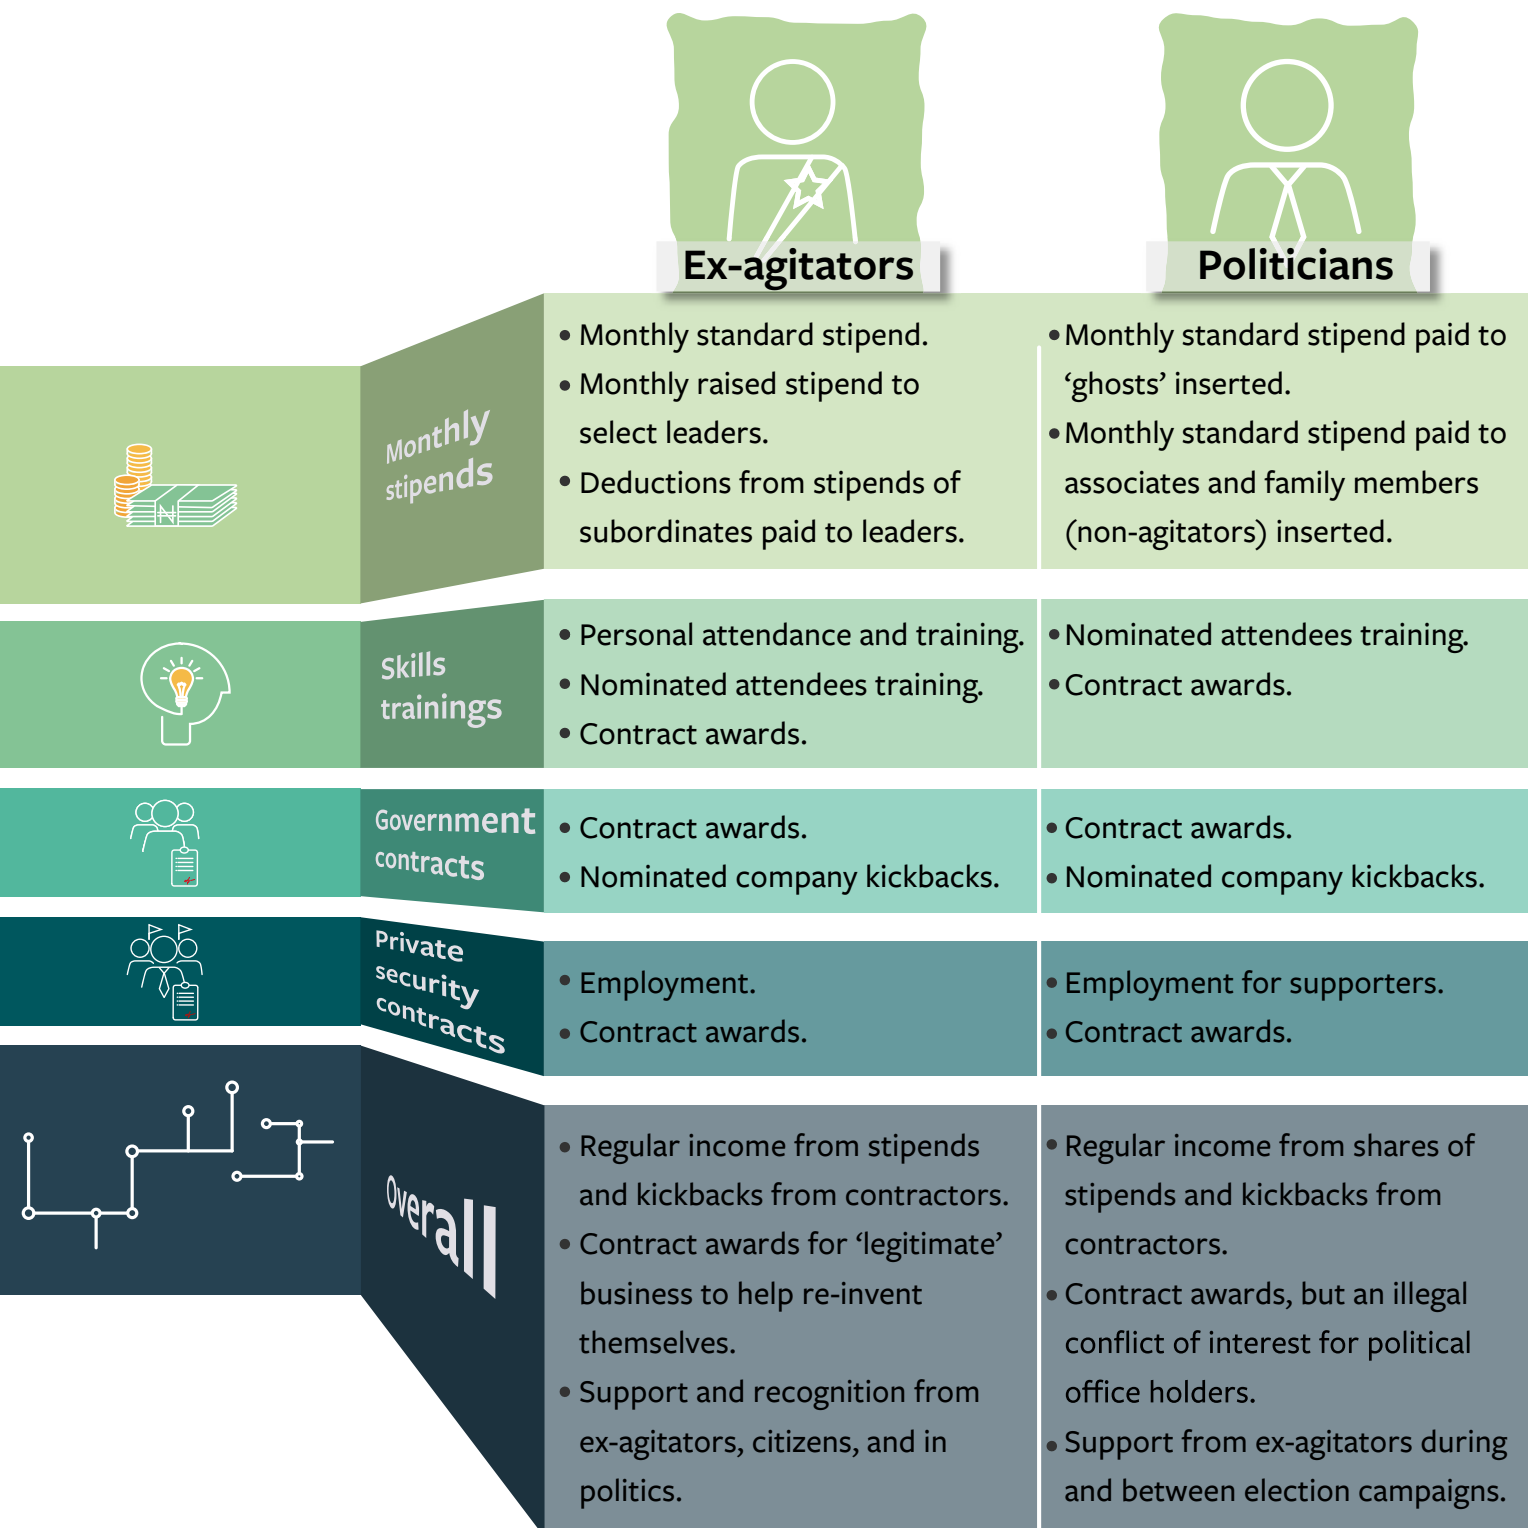 Ex-agitators
Politicians
Monthly
stipends
• Monthly standard stipend.
• Monthly raised stipend to
select leaders.
• Deductions from stipends of
subordinates paid to leaders.
• Monthly standard stipend paid to
‘ghosts’ inserted.
• Monthly standard stipend paid to
associates and family members
(non-agitators) inserted.
₦
Skills
trainings
• Personal attendance and training.
• Nominated attendees training.
• Contract awards.
• Nominated attendees training.
• Contract awards.
Government
contracts
• Contract awards.
• Nominated company kickbacks.
• Contract awards.
• Nominated company kickbacks.
Private
security
contracts
• Employment.
• Contract awards.
• Employment for supporters.
• Contract awards.
Overall
• Regular income from stipends
and kickbacks from contractors.
• Contract awards for ‘legitimate’
business to help re-invent
themselves.
• Support and recognition from
ex-agitators, citizens, and in
politics.
• Regular income from shares of
stipends and kickbacks from
contractors.
• Contract awards, but an illegal
conflict of interest for political
office holders.
• Support from ex-agitators during
and between election campaigns.